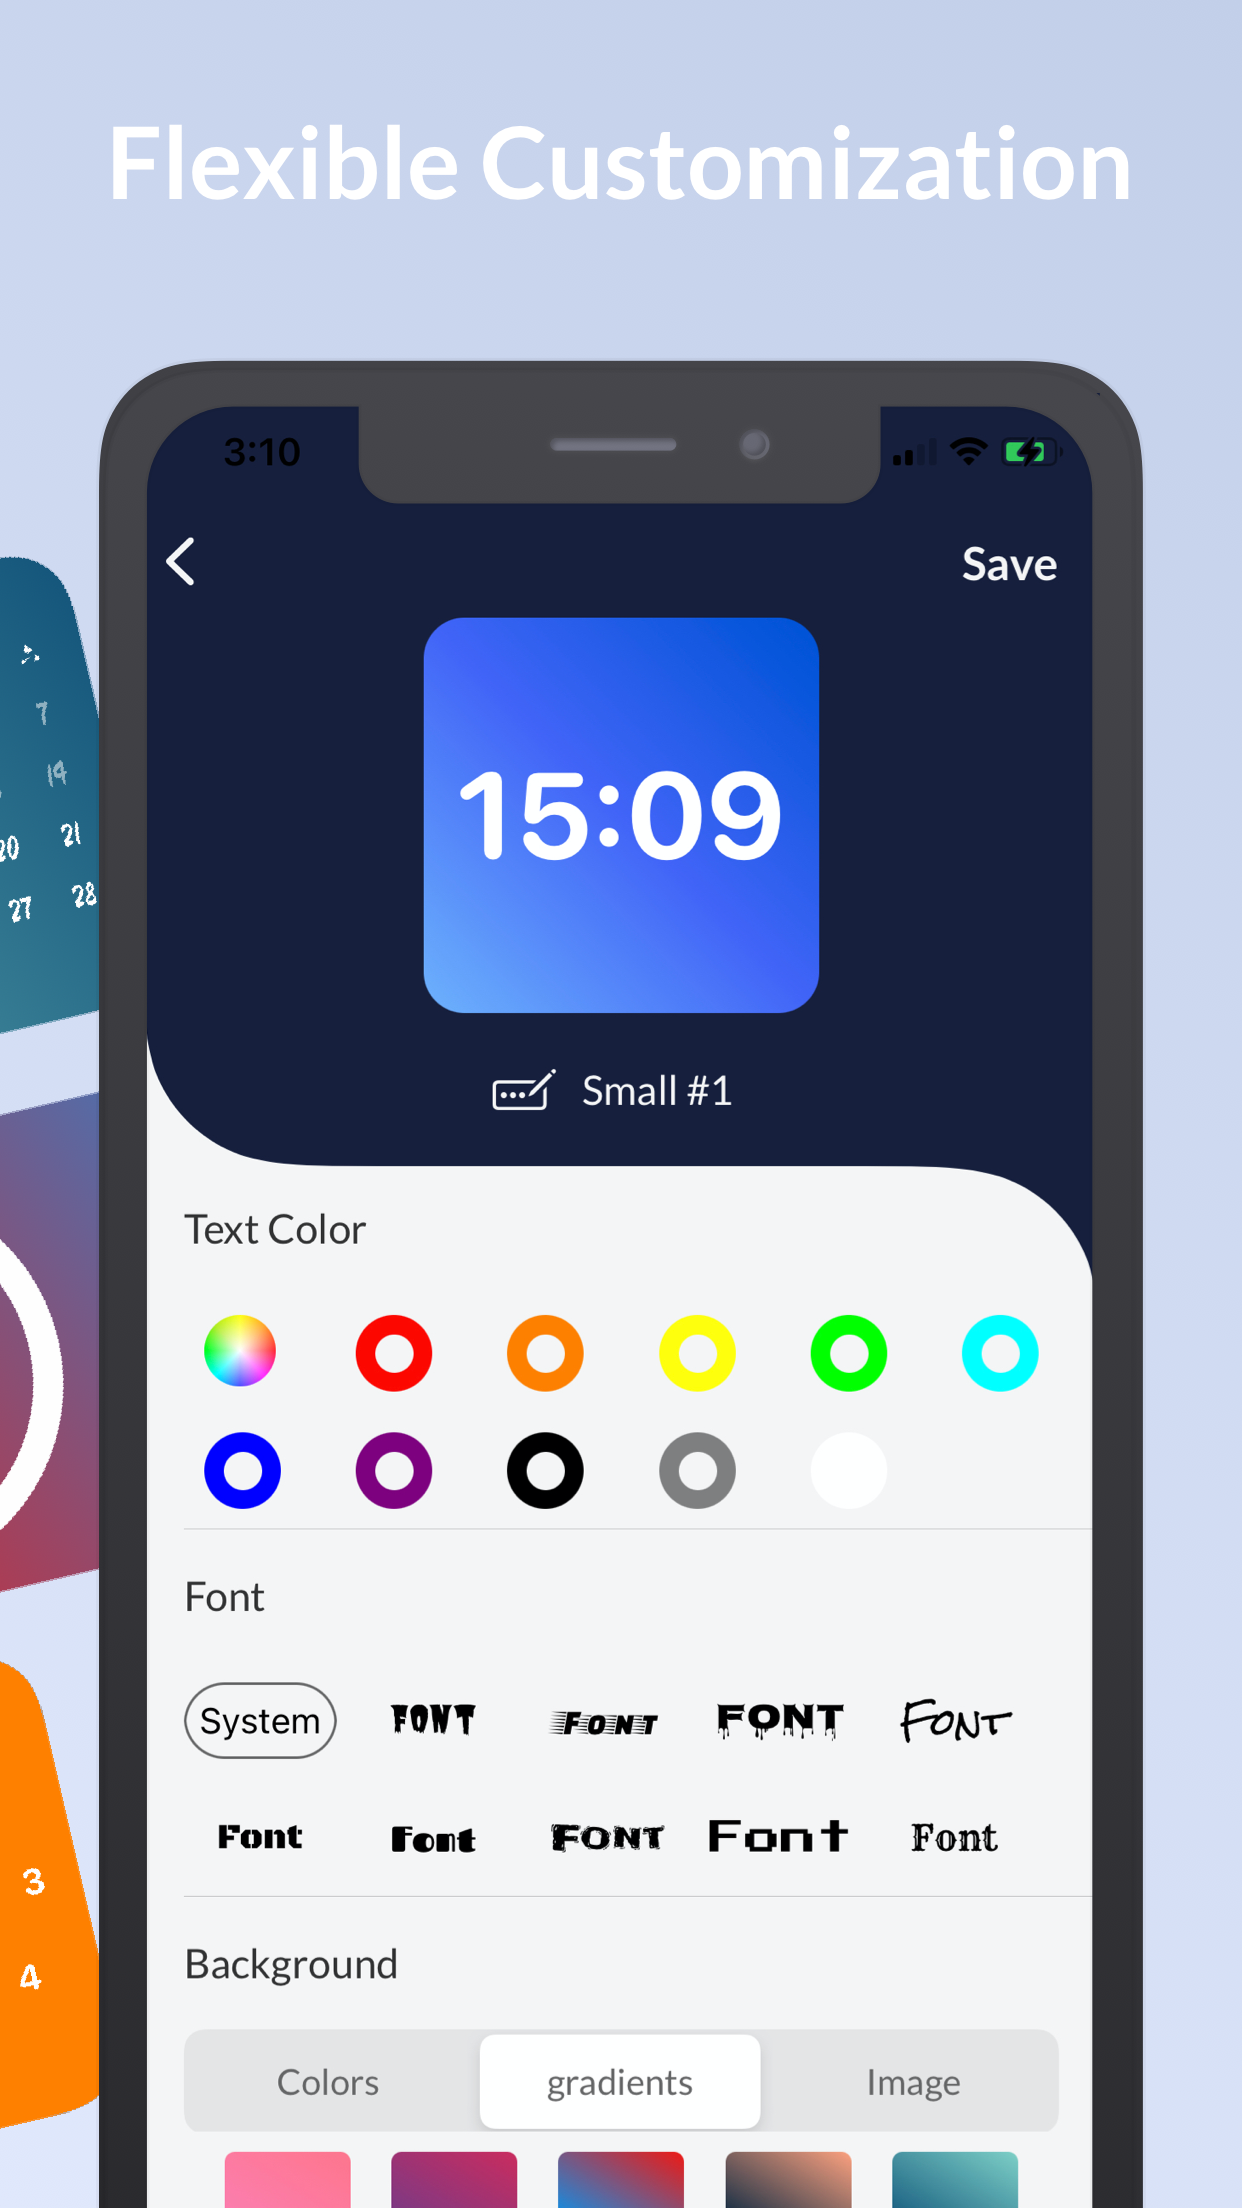 Flexible Customization
3:10
Save
15:09
Small #1
7
14
20 21
27 28
Text Color
Font
System FONT FONT FONT FONT
Font Font FONT Font Font
3
4
Background
Colors gradients Image